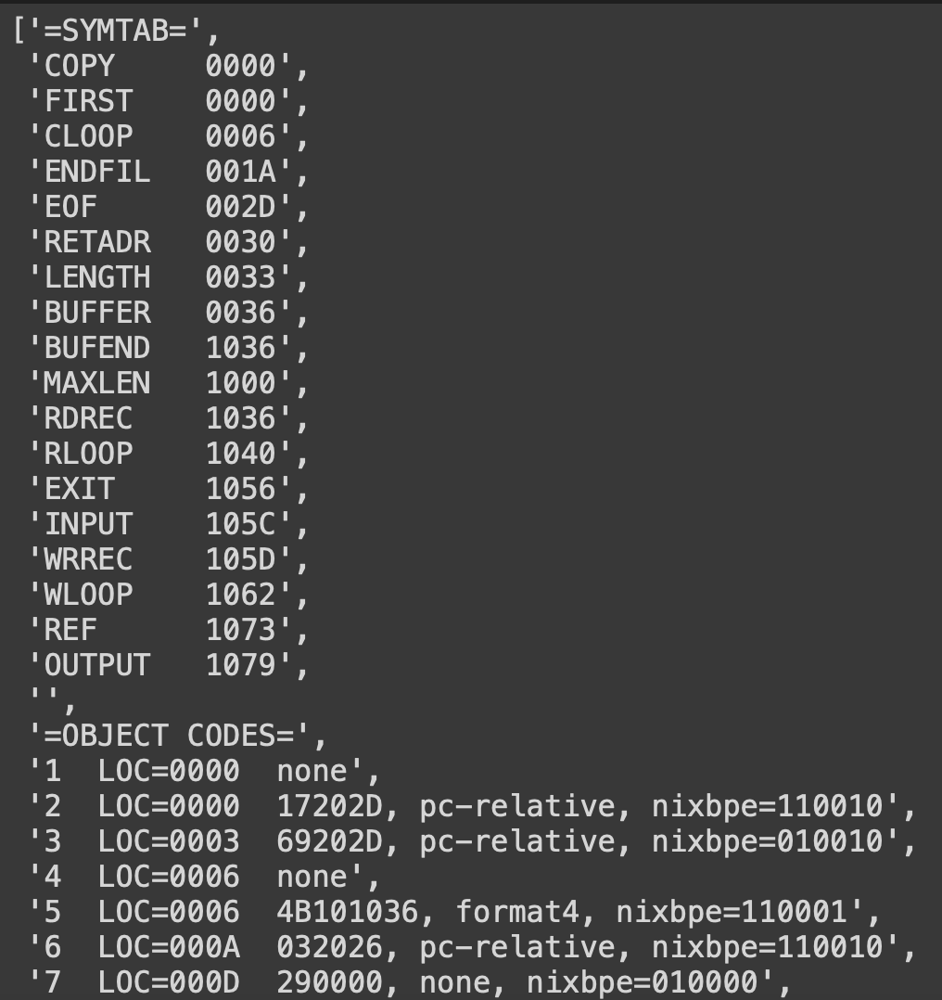 ['=SYMTAB=',
'COPY     0000',
'FIRST    0000',
'CLOOP    0006',
'ENDFIL   001A',
'EOF      002D',
'RETADR   0030',
'LENGTH   0033',
'BUFFER   0036',
'BUFEND   1036',
'MAXLEN   1000',
'RDREC    1036',
'RLOOP    1040',
'EXIT     1056',
'INPUT    105C',
'WRREC    105D',
'WLOOP    1062',
'REF      1073',
'OUTPUT   1079',
'',
'=OBJECT CODES=',
'1  LOC=0000  none',
'2  LOC=0000  17202D, pc-relative, nixbpe=110010',
'3  LOC=0003  69202D, pc-relative, nixbpe=010010',
'4  LOC=0006  none',
'5  LOC=0006  4B101036, format4, nixbpe=110001',
'6  LOC=000A  032026, pc-relative, nixbpe=110010',
'7  LOC=000D  290000, none, nixbpe=010000',